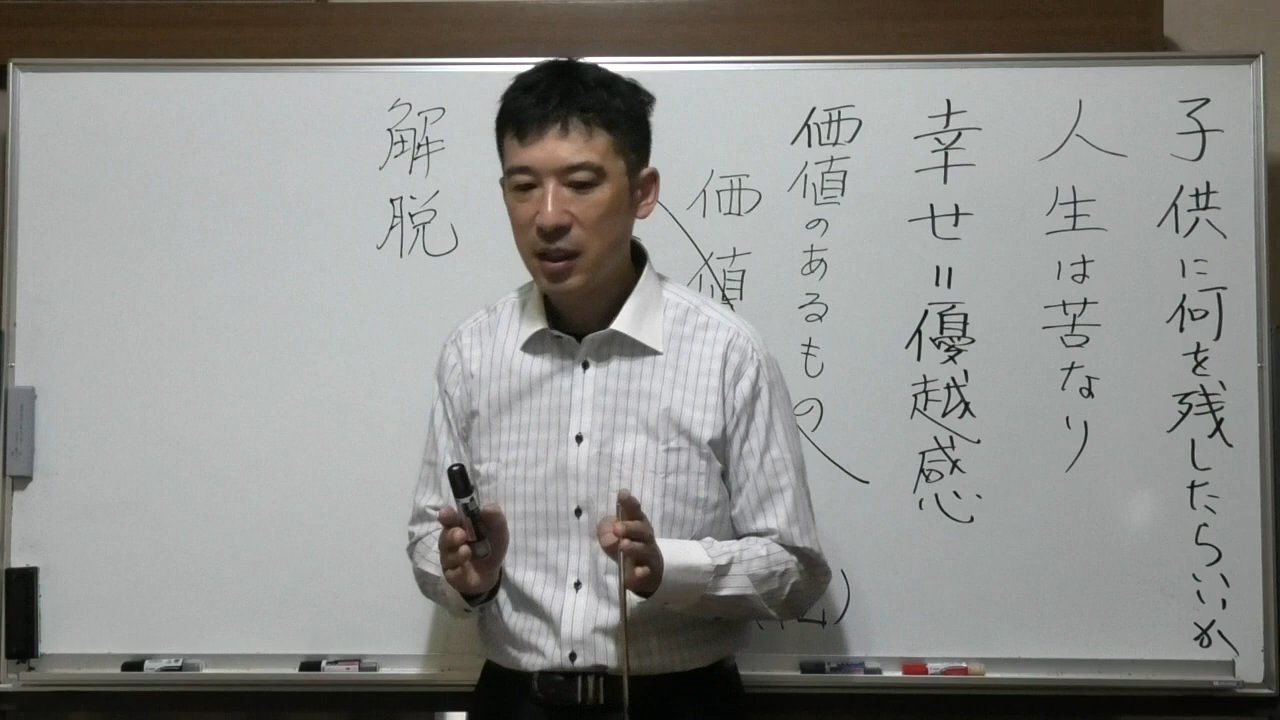 子供に何を残したらいいか
人生は苦なり
幸せ=優越感
価値のあるもの
価値
解脱